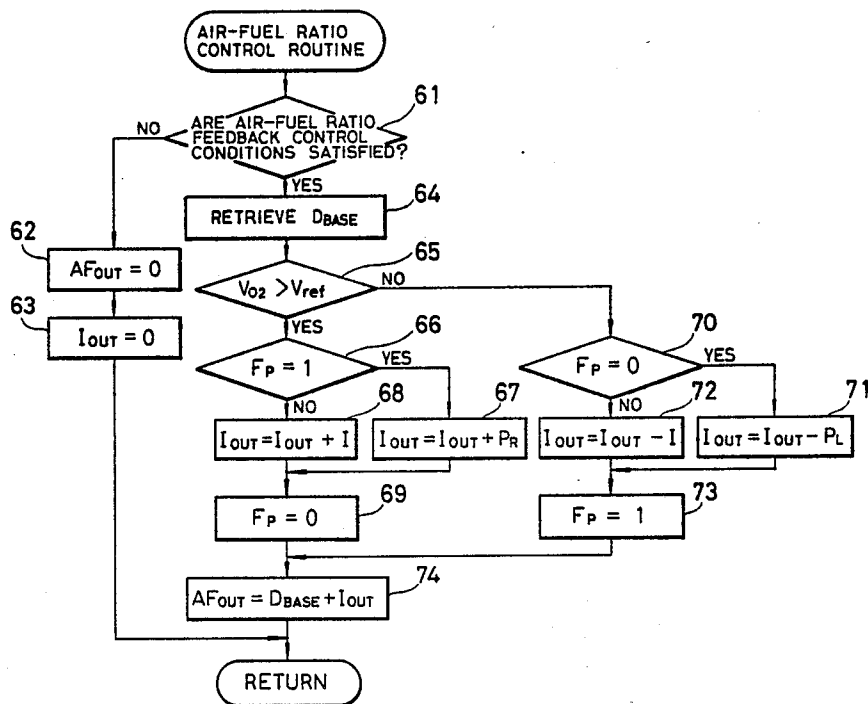 AIR-FUEL RATIO
CONTROL ROUTINE
61
ARE AIR-FUEL RATIO
FEEDBACK CONTROL
CONDITIONS SATISFIED?
NO
YES
64
RETRIEVE DBASE
62
AFOUT = 0
63
IOUT = 0
65
VO2 > Vref
NO
YES
66
FP = 1
YES
NO
70
FP = 0
YES
NO
68
IOUT = IOUT + I
67
IOUT = IOUT + PR
72
IOUT = IOUT - I
71
IOUT = IOUT - PL
69
FP = 0
73
FP = 1
74
AFOUT = DBASE + IOUT
RETURN